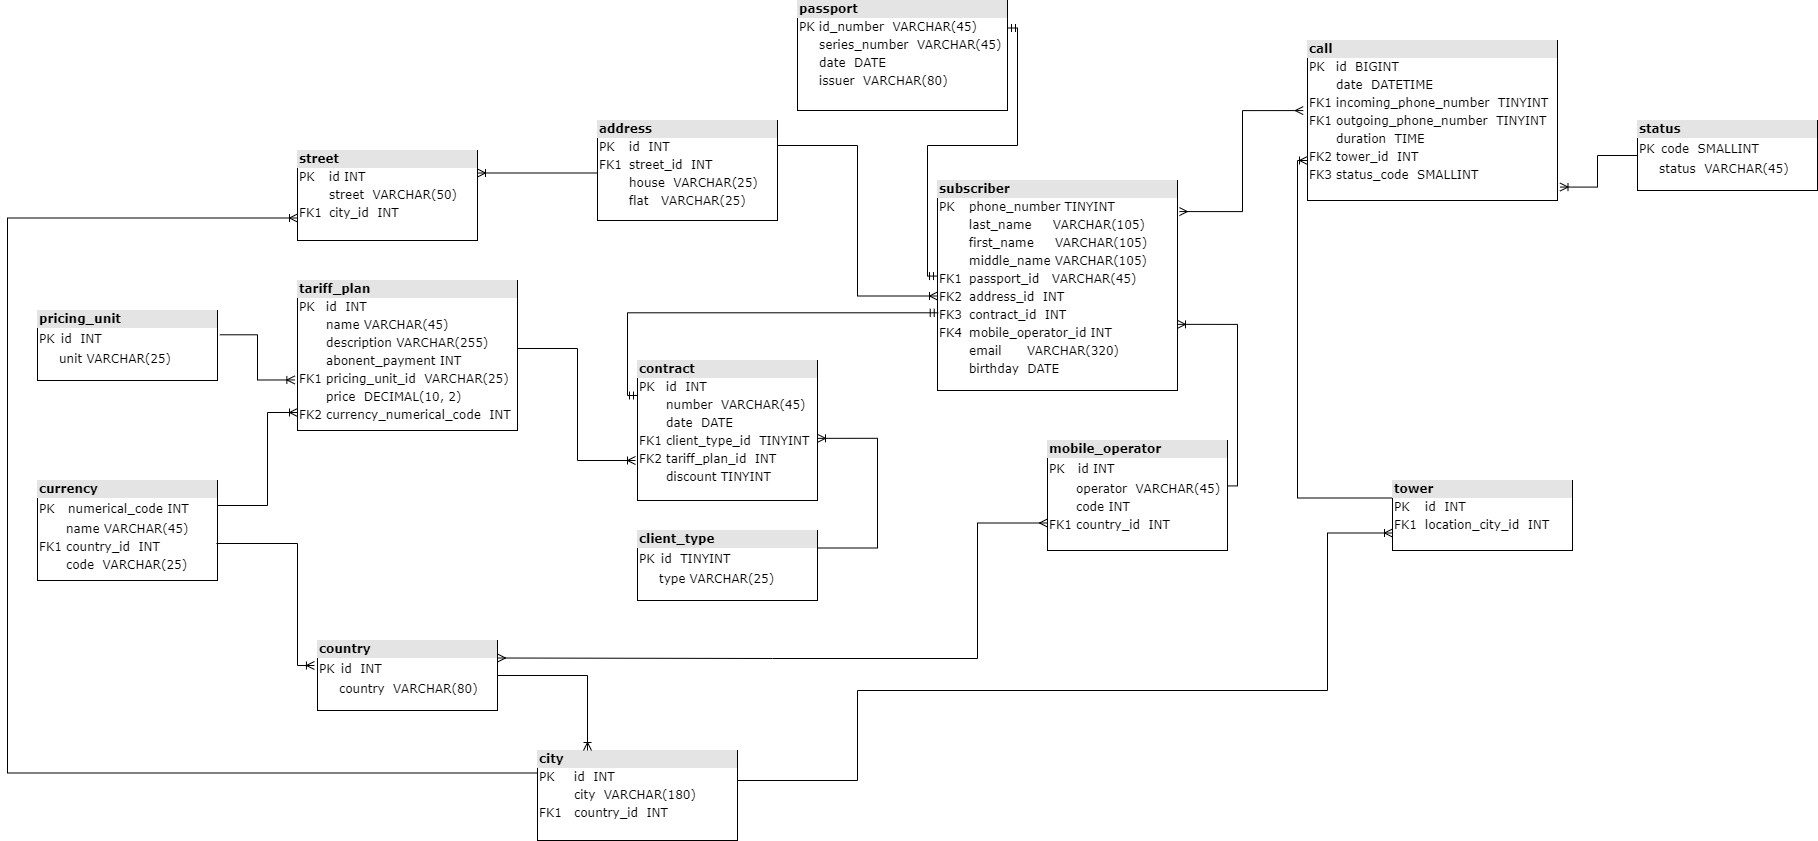 passport
PK id_number VARCHAR(45)
series_number VARCHAR(45)
date DATE
issuer VARCHAR(80)
call
PK id BIGINT
date DATETIME
FK1 incoming_phone_number TINYINT
FK1 outgoing_phone_number TINYINT
duration TIME
FK2 tower_id INT
FK3 status_code SMALLINT
status
PK code SMALLINT
status VARCHAR(45)
address
PK id INT
FK1 street_id INT
house VARCHAR(25)
flat VARCHAR(25)
street
PK id INT
street VARCHAR(50)
FK1 city_id INT
subscriber
PK phone_number TINYINT
last_name VARCHAR(105)
first_name VARCHAR(105)
middle_name VARCHAR(105)
FK1 passport_id VARCHAR(45)
FK2 address_id INT
FK3 contract_id INT
FK4 mobile_operator_id INT
email VARCHAR(320)
birthday DATE
tariff_plan
PK id INT
name VARCHAR(45)
description VARCHAR(255)
abonent_payment INT
FK1 pricing_unit_id VARCHAR(25)
price DECIMAL(10, 2)
FK2 currency_numerical_code INT
pricing_unit
PK id INT
unit VARCHAR(25)
contract
PK id INT
number VARCHAR(45)
date DATE
FK1 client_type_id TINYINT
FK2 tariff_plan_id INT
discount TINYINT
mobile_operator
PK id INT
operator VARCHAR(45)
code INT
FK1 country_id INT
currency
PK numerical_code INT
name VARCHAR(45)
FK1 country_id INT
code VARCHAR(25)
tower
PK id INT
FK1 location_city_id INT
client_type
PK id TINYINT
type VARCHAR(25)
country
PK id INT
country VARCHAR(80)
city
PK id INT
city VARCHAR(180)
FK1 country_id INT